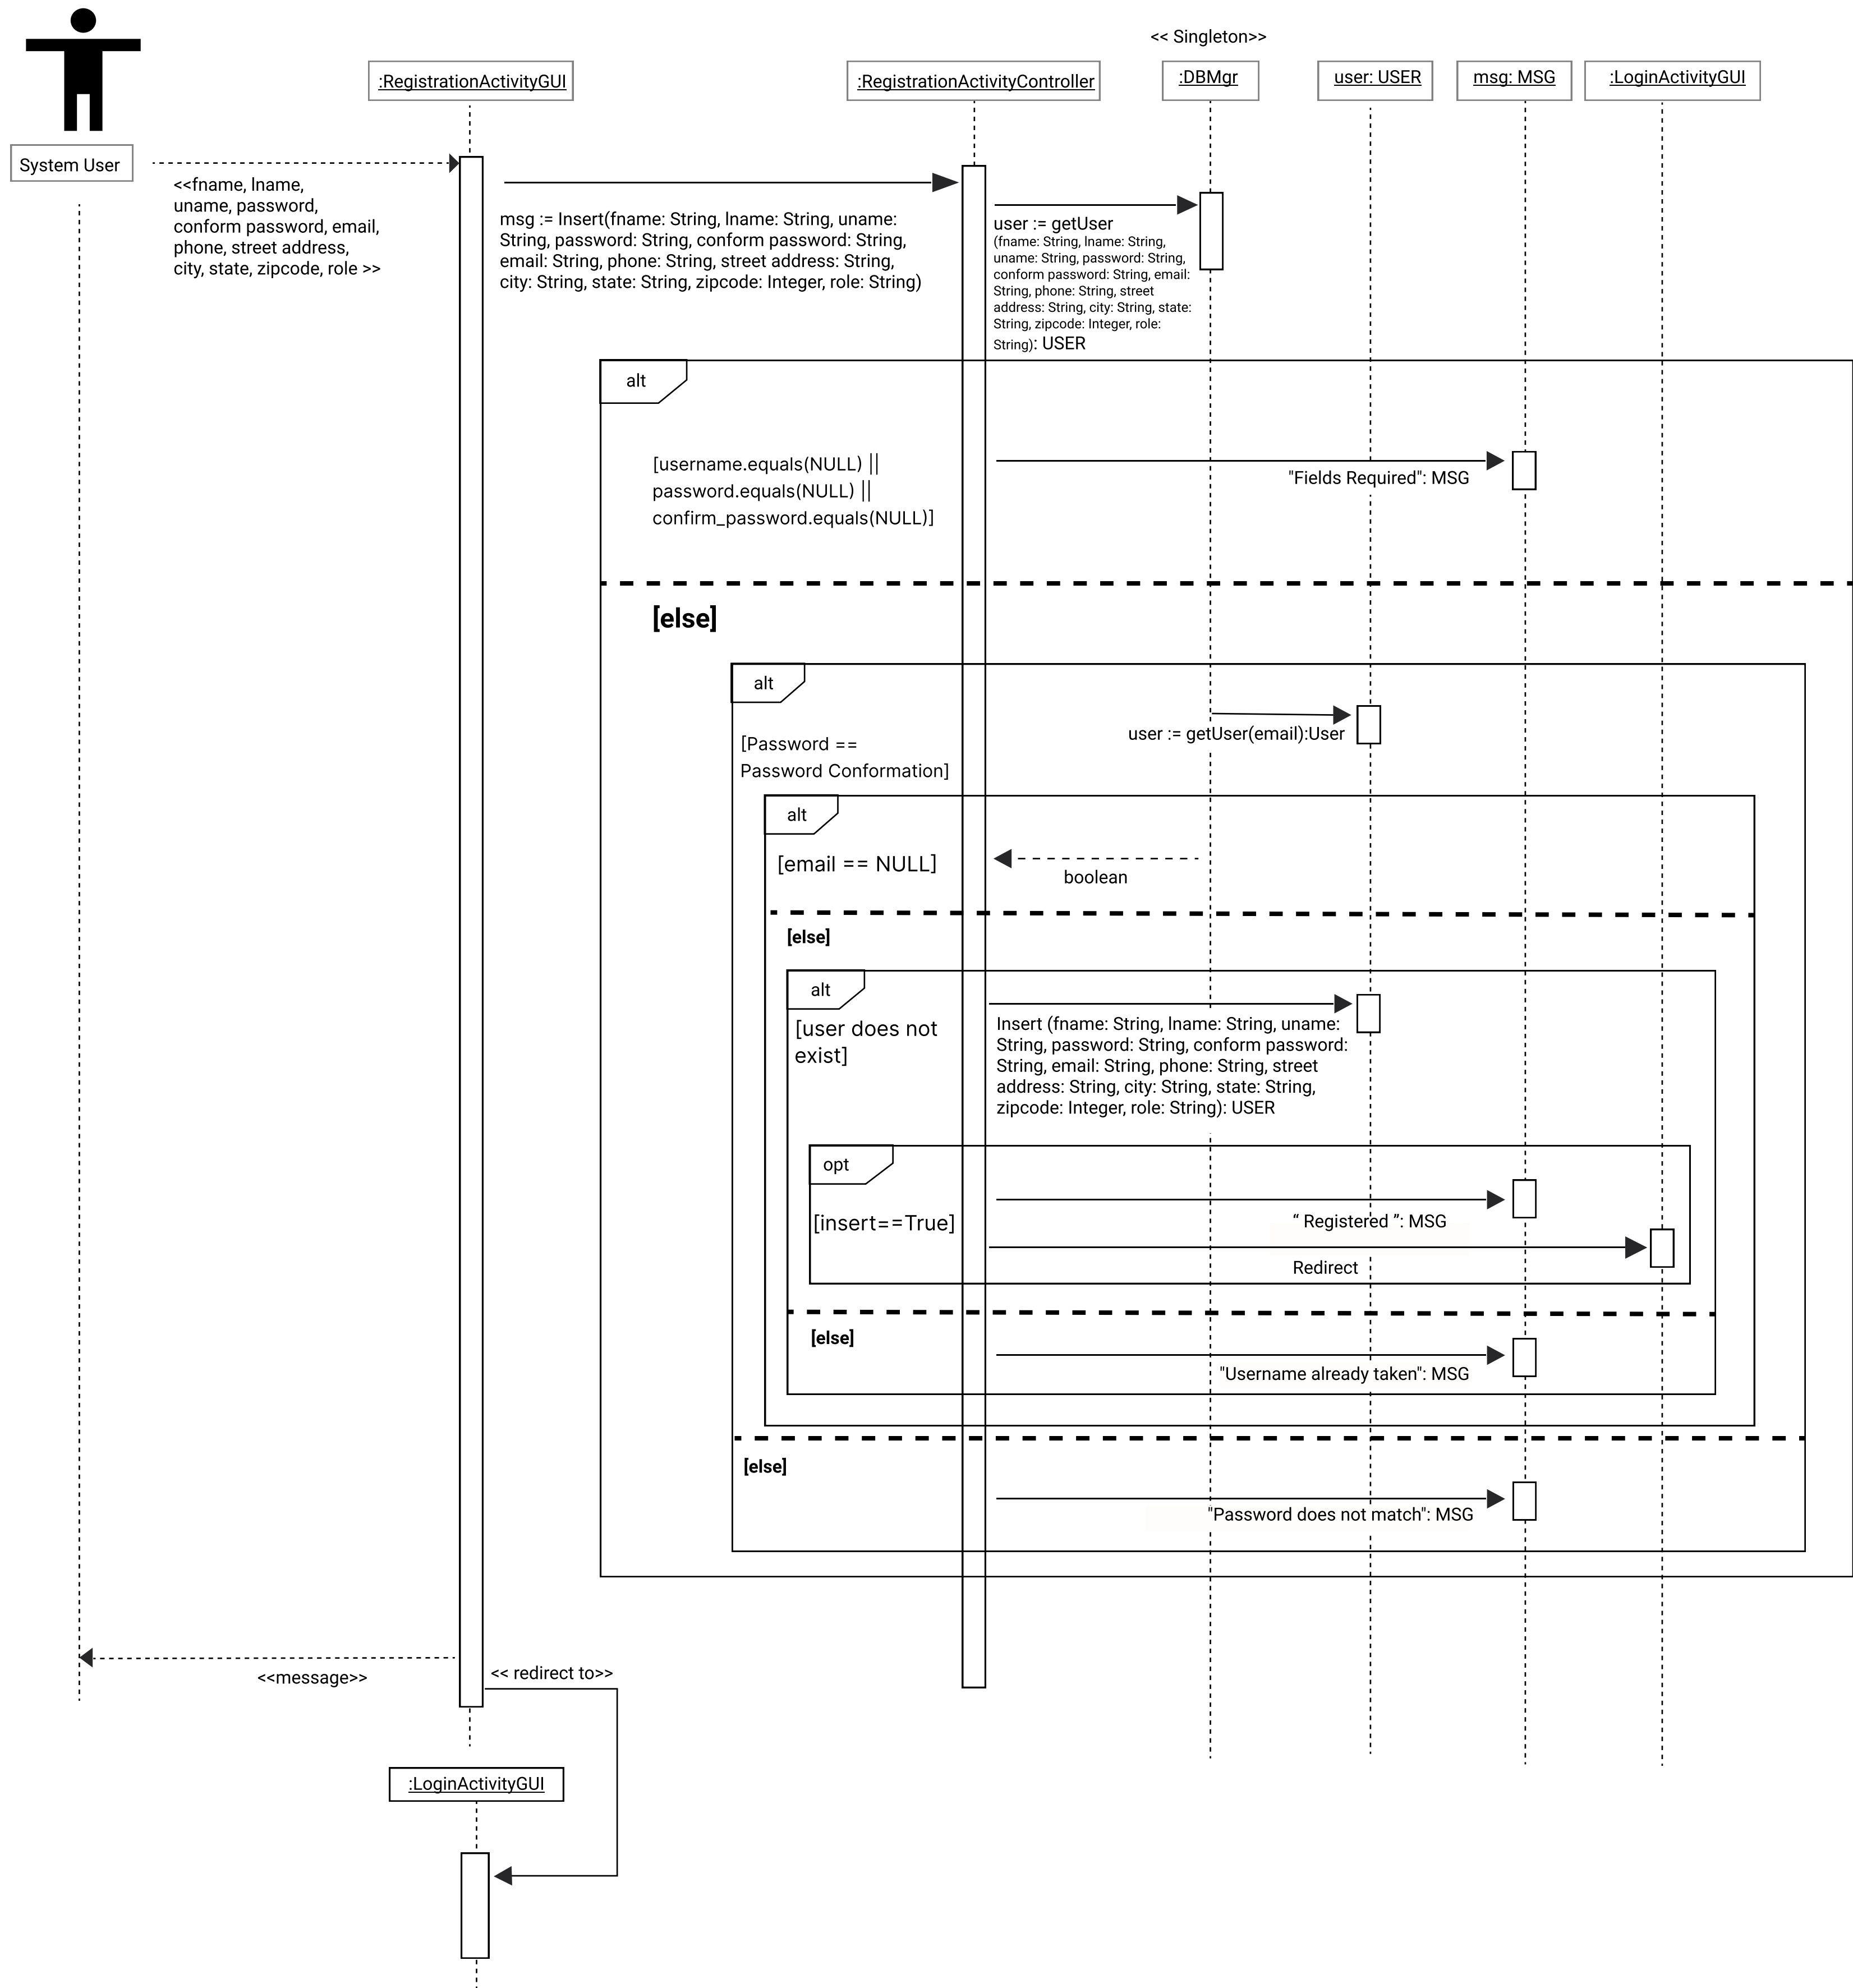 << Singleton>>
:RegistrationActivityGUI
:RegistrationActivityController
:DBMgr
user: USER
msg: MSG
:LoginActivityGUI
System User
<<fname, lname,
uname, password,
conform password, email,
phone, street address,
city, state, zipcode, role >>
msg := Insert(fname: String, lname: String, uname:
String, password: String, conform password: String,
email: String, phone: String, street address: String,
city: String, state: String, zipcode: Integer, role: String)
user := getUser
(fname: String, lname: String,
uname: String, password: String,
conform password: String, email:
String, phone: String, street
address: String, city: String, state:
String, zipcode: Integer, role:
String): USER
alt
[username.equals(NULL) ||
password.equals(NULL) ||
confirm_password.equals(NULL)]
"Fields Required": MSG
[else]
alt
[Password ==
Password Conformation]
user := getUser(email):User
alt
[email == NULL]
boolean
[else]
alt
[user does not
exist]
Insert (fname: String, lname: String, uname:
String, password: String, conform password:
String, email: String, phone: String, street
address: String, city: String, state: String,
zipcode: Integer, role: String): USER
opt
[insert==True]
“ Registered ”: MSG
Redirect
[else]
"Username already taken": MSG
[else]
"Password does not match": MSG
<<message>>
<< redirect to>>
:LoginActivityGUI